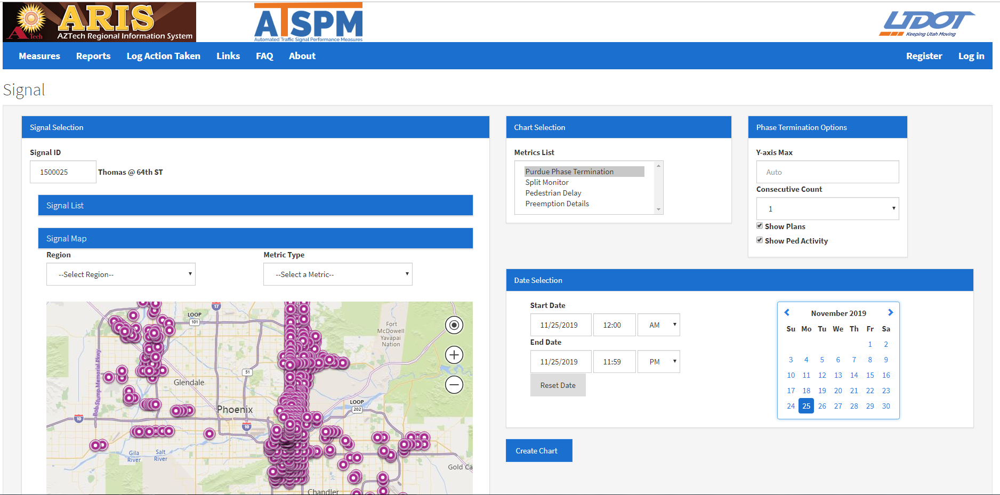 ARIS
AZTech Regional Information System
ATSPM
Automated Traffic Signal Performance Measures
UDOT
Keeping Utah Moving
Measures Reports Log Action Taken Links FAQ About Register Log in
Signal
Signal Selection
Signal ID
1500025 Thomas @ 64th ST
Signal List
Signal Map
Region Metric Type
--Select Region-- --Select a Metric--
LOOP
101
17
Fort
McDowell
Yavapai
Nation
51
Bob-Stump-Memorial-Pkwy
Glendale
LOOP
202
Phoenix
10
10
Gila
River
Salt
River
Gold Ca
Chandler
Chart Selection
Metrics List
Purdue Phase Termination
Split Monitor
Pedestrian Delay
Preemption Details
Phase Termination Options
Y-axis Max
Auto
Consecutive Count
1
Show Plans
Show Ped Activity
Date Selection
Start Date
11/25/2019 12:00 AM
End Date
11/25/2019 11:59 PM
Reset Date
November 2019
Su Mo Tu We Th Fr Sa
1 2
3 4 5 6 7 8 9
10 11 12 13 14 15 16
17 18 19 20 21 22 23
24 25 26 27 28 29 30
Create Chart